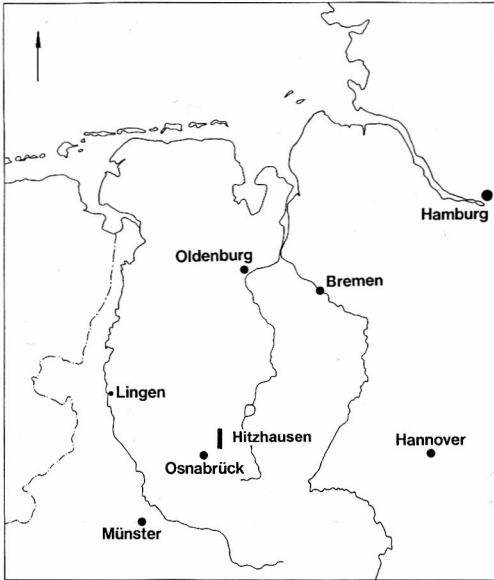 Hamburg
Oldenburg
Bremen
Lingen
Hitzhausen
Hannover
Osnabrück
Münster